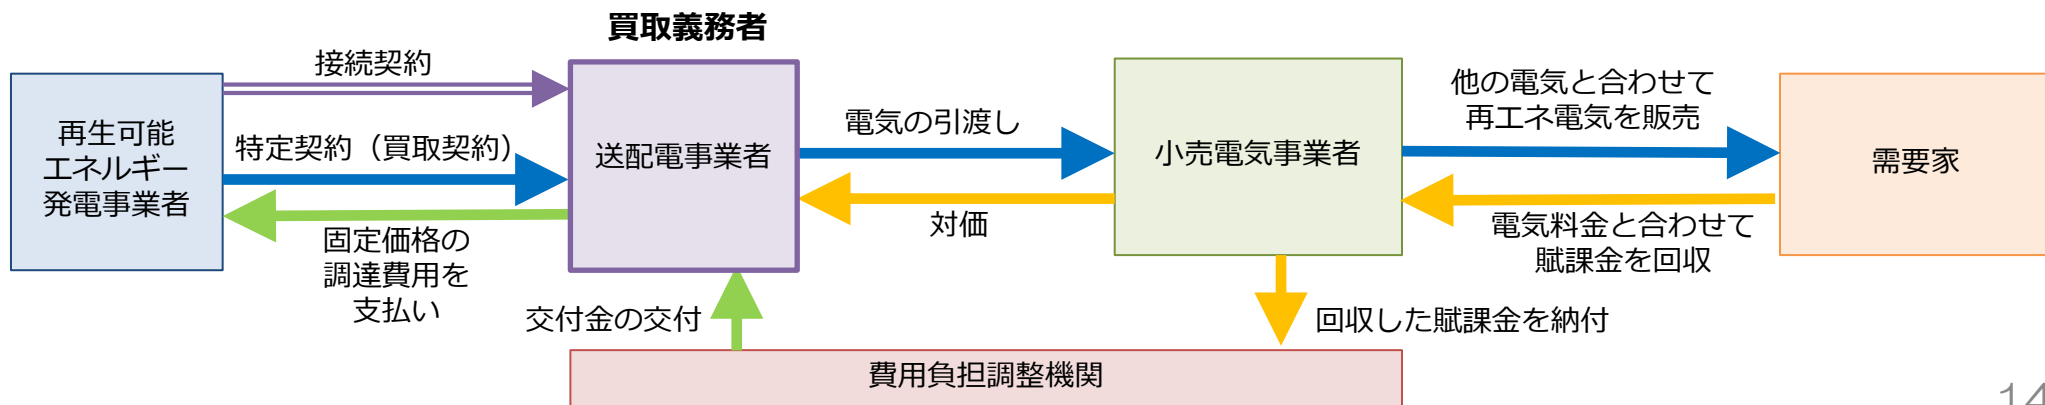 買取義務者
接続契約
再生可能
エネルギー
発電事業者
特定契約（買取契約）
固定価格の
調達費用を
支払い
送配電事業者
電気の引渡し
対価
小売電気事業者
他の電気と合わせて
再エネ電気を販売
電気料金と合わせて
賦課金を回収
需要家
交付金の交付
回収した賦課金を納付
費用負担調整機関
14